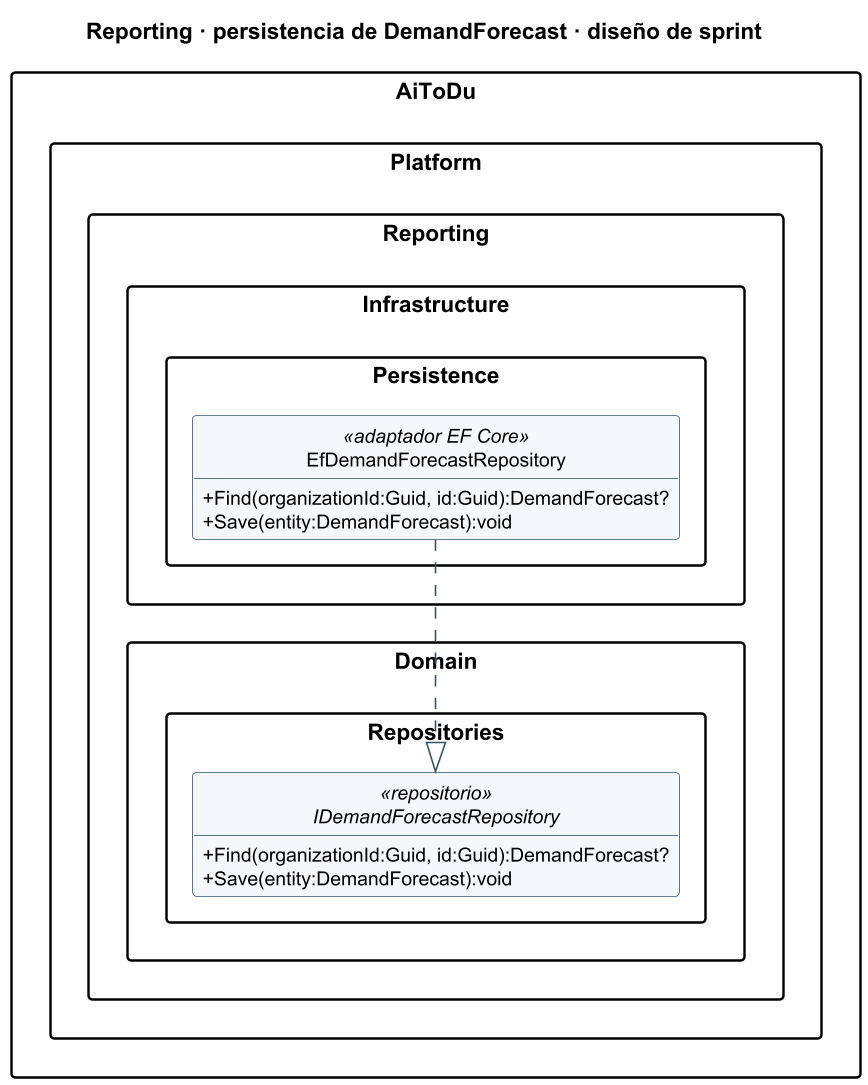 Reporting · persistencia de DemandForecast · diseño de sprint
AiToDu
Platform
Reporting
Infrastructure
Persistence
«adaptador EF Core»
EfDemandForecastRepository
+Find(organizationId:Guid, id:Guid):DemandForecast?
+Save(entity:DemandForecast):void
Domain
Repositories
«repositorio»
IDemandForecastRepository
+Find(organizationId:Guid, id:Guid):DemandForecast?
+Save(entity:DemandForecast):void